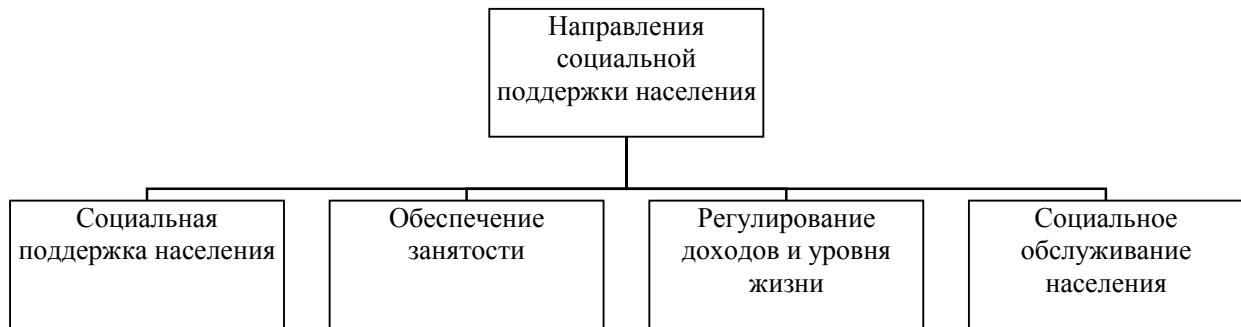 Направления
социальной
поддержки населения
Социальная
поддержка населения
Обеспечение
занятости
Регулирование
доходов и уровня
жизни
Социальное
обслуживание
населения